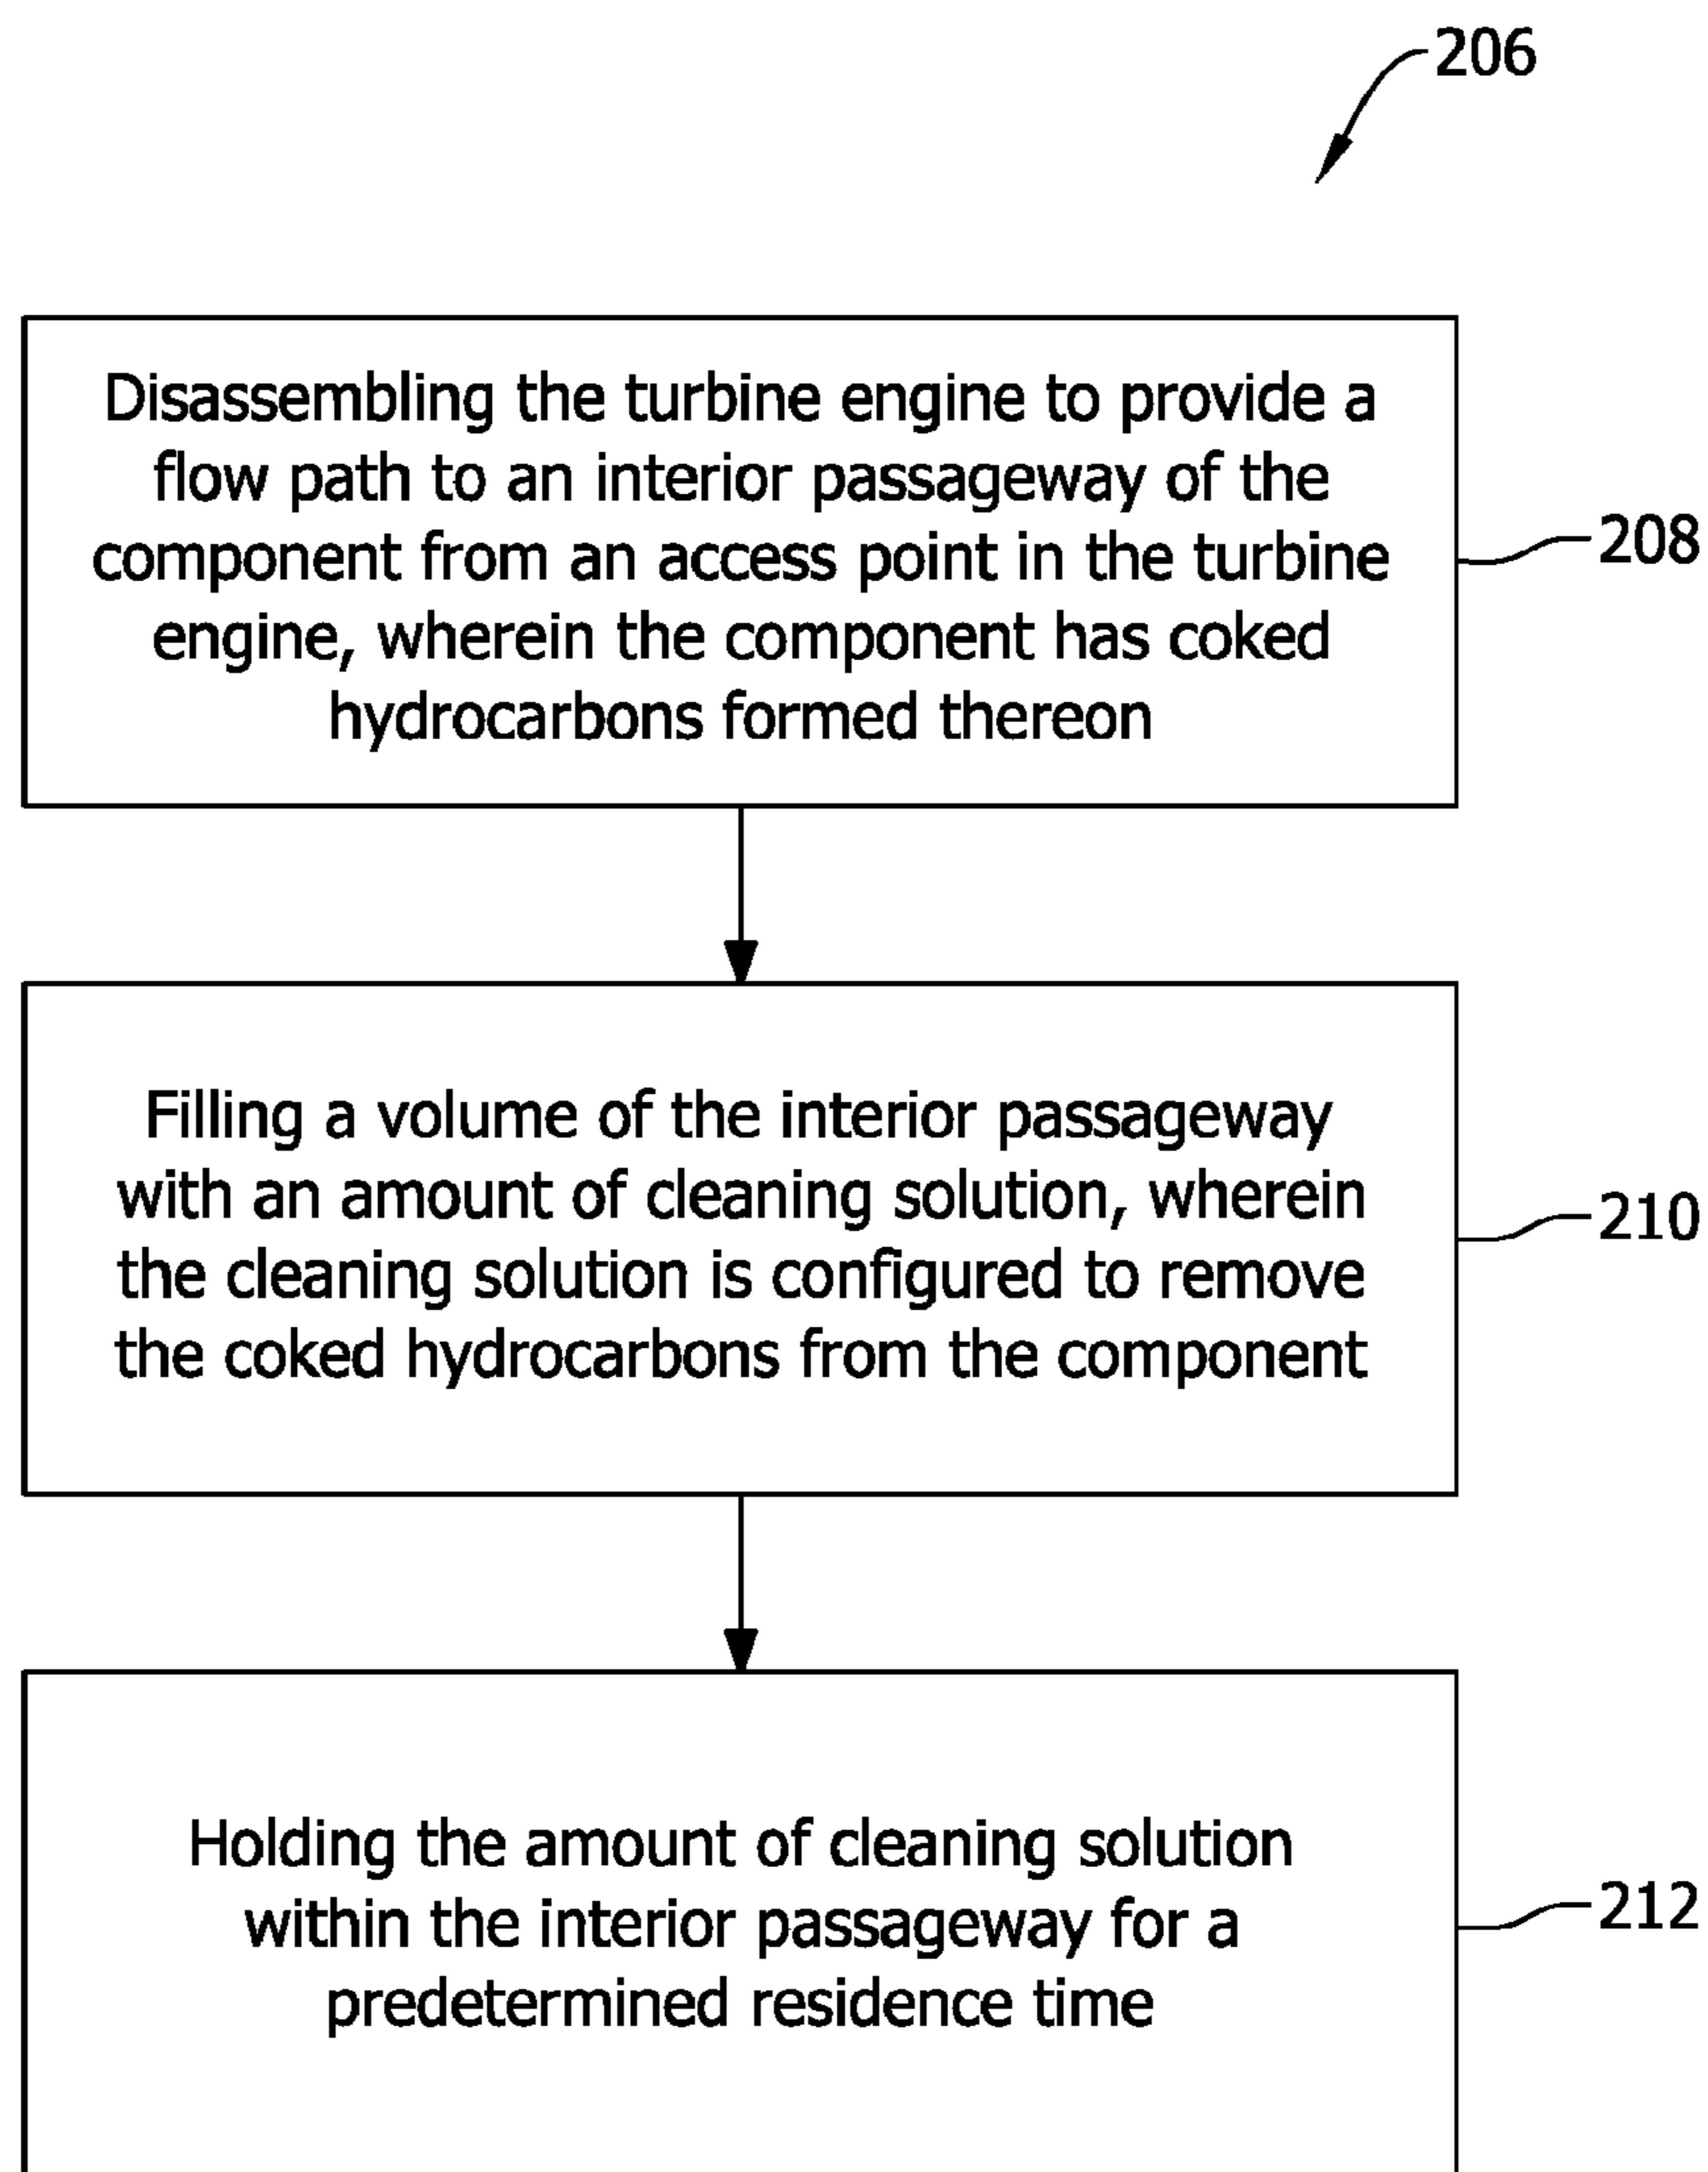 206
Disassembling the turbine engine to provide a
flow path to an interior passageway of the
component from an access point in the turbine
engine, wherein the component has coked
hydrocarbons formed thereon
208
Filling a volume of the interior passageway
with an amount of cleaning solution, wherein
the cleaning solution is configured to remove
the coked hydrocarbons from the component
210
Holding the amount of cleaning solution
within the interior passageway for a
predetermined residence time
212